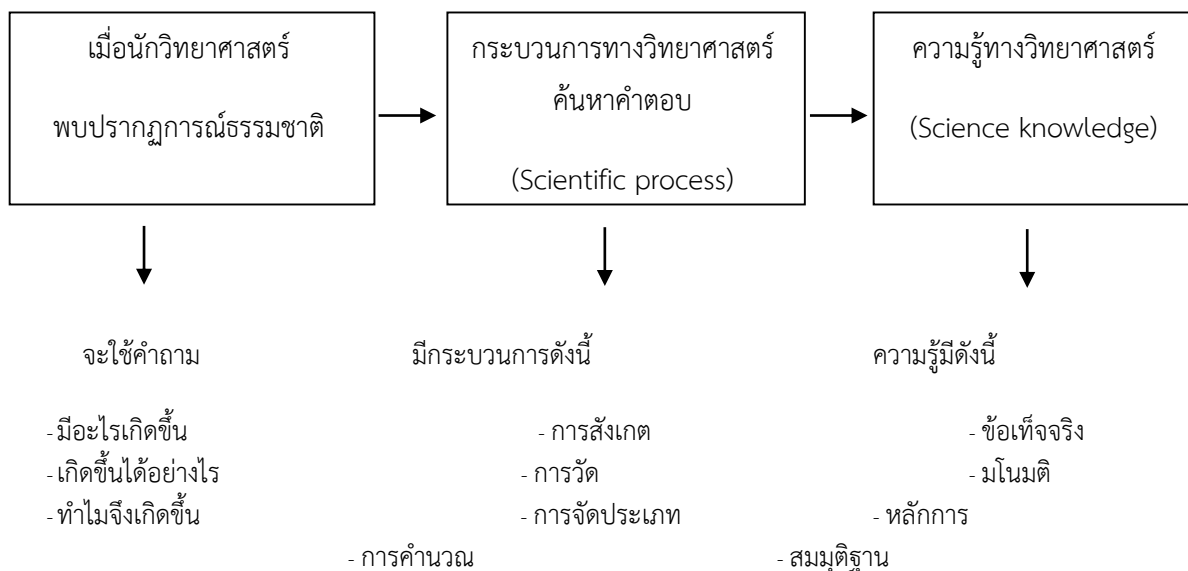 เมื่อนักวิทยาศาสตร์
พบปรากฏการณ์ธรรมชาติ
กระบวนการทางวิทยาศาสตร์
ค้นหาคำตอบ
(Scientific process)
ความรู้ทางวิทยาศาสตร์
(Science knowledge)
จะใช้คำถาม
- มีอะไรเกิดขึ้น
- เกิดขึ้นได้อย่างไร
- ทำไมจึงเกิดขึ้น
มีกระบวนการดังนี้
- การสังเกต
- การวัด
- การจัดประเภท
- การคำนวณ
ความรู้มีดังนี้
- ข้อเท็จจริง
- มโนมติ
- หลักการ
- สมมุติฐาน